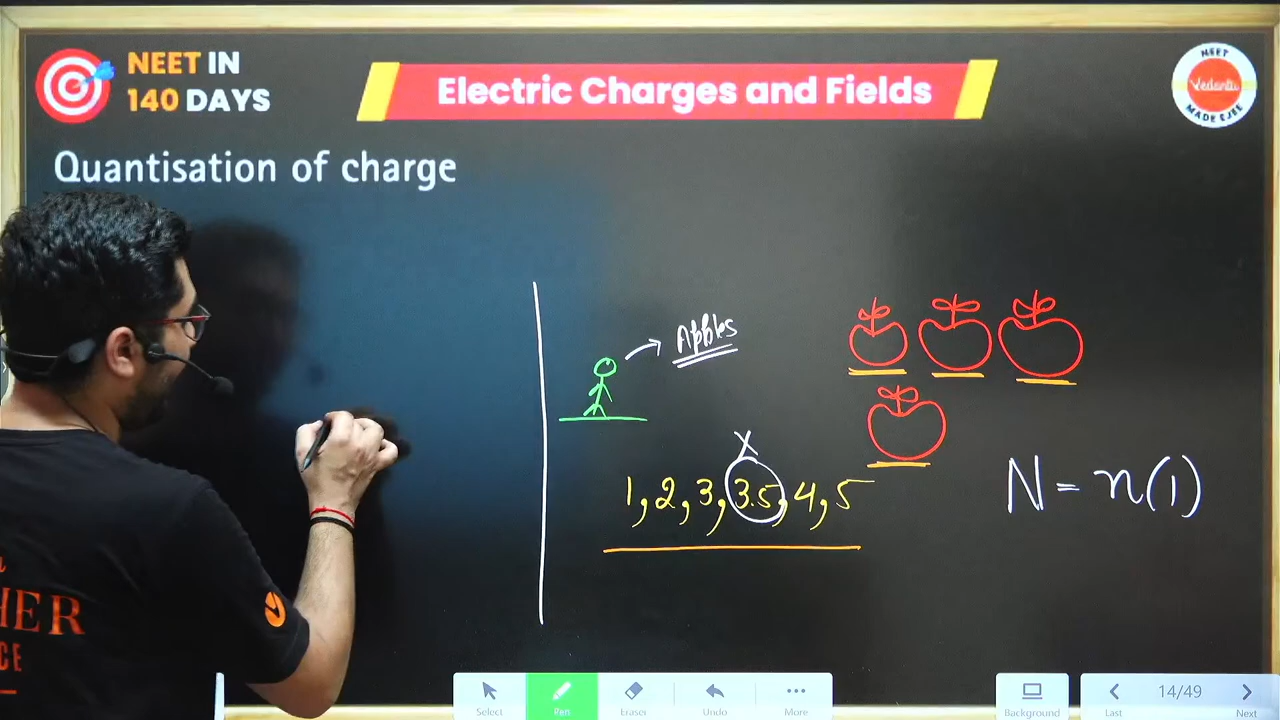 NEET IN
140 DAYS
Electric Charges and Fields
NEET
Vedantu
MADE EJEE
Quantisation of charge
Apples
X
1, 2, 3, 3.5, 4, 5
N = n(1)
HER
CE
Select
Pen
Eraser
Undo
More
Background
Last
14/49
Next